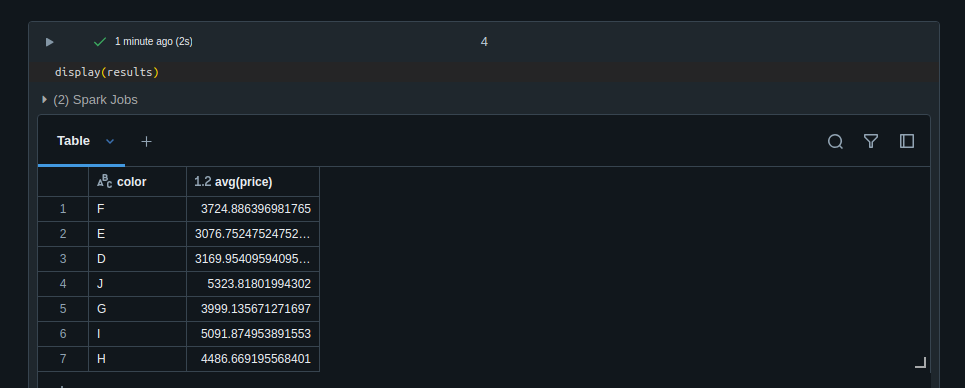 1 minute ago (2s) 4
display(results)
(2) Spark Jobs
Table +
ABC color 1.2 avg(price)
1 F 3724.886396981765
2 E 3076.75247524752...
3 D 3169.95409594095...
4 J 5323.81801994302
5 G 3999.135671271697
6 I 5091.874953891553
7 H 4486.669195568401